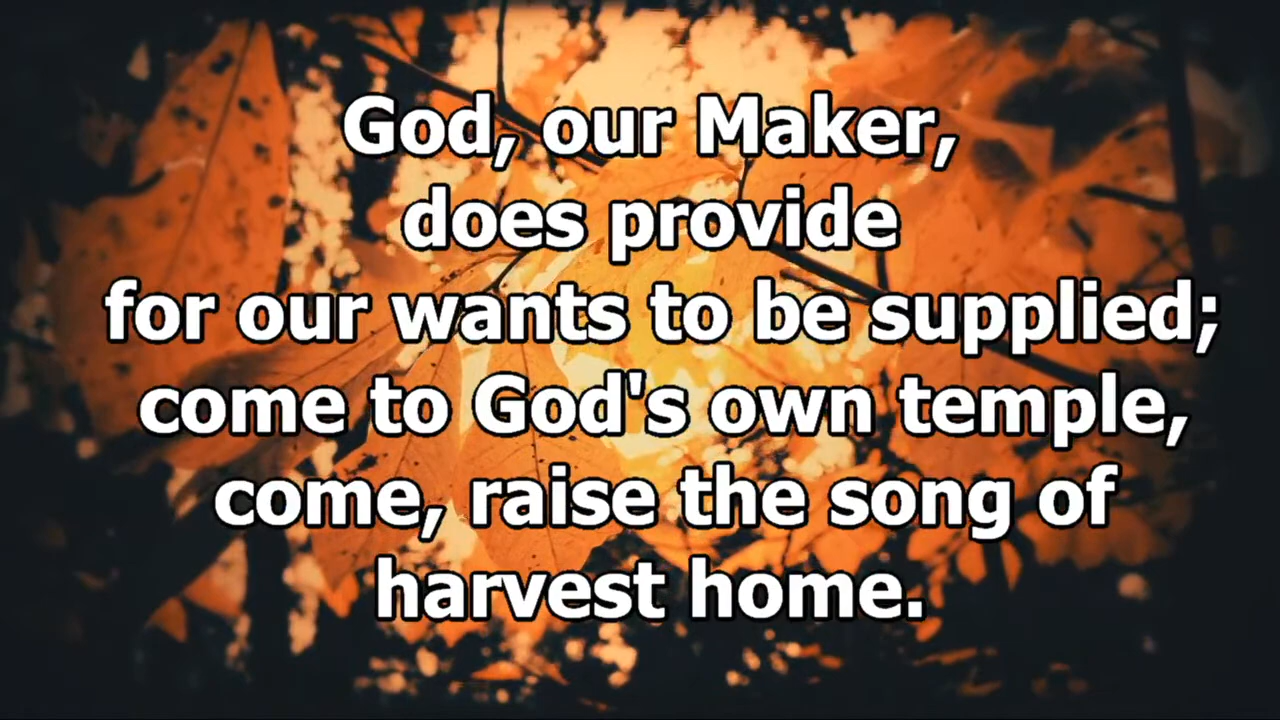 God, our Maker,
does provide
for our wants to be supplied;
come to God's own temple,
come, raise the song of
harvest home.